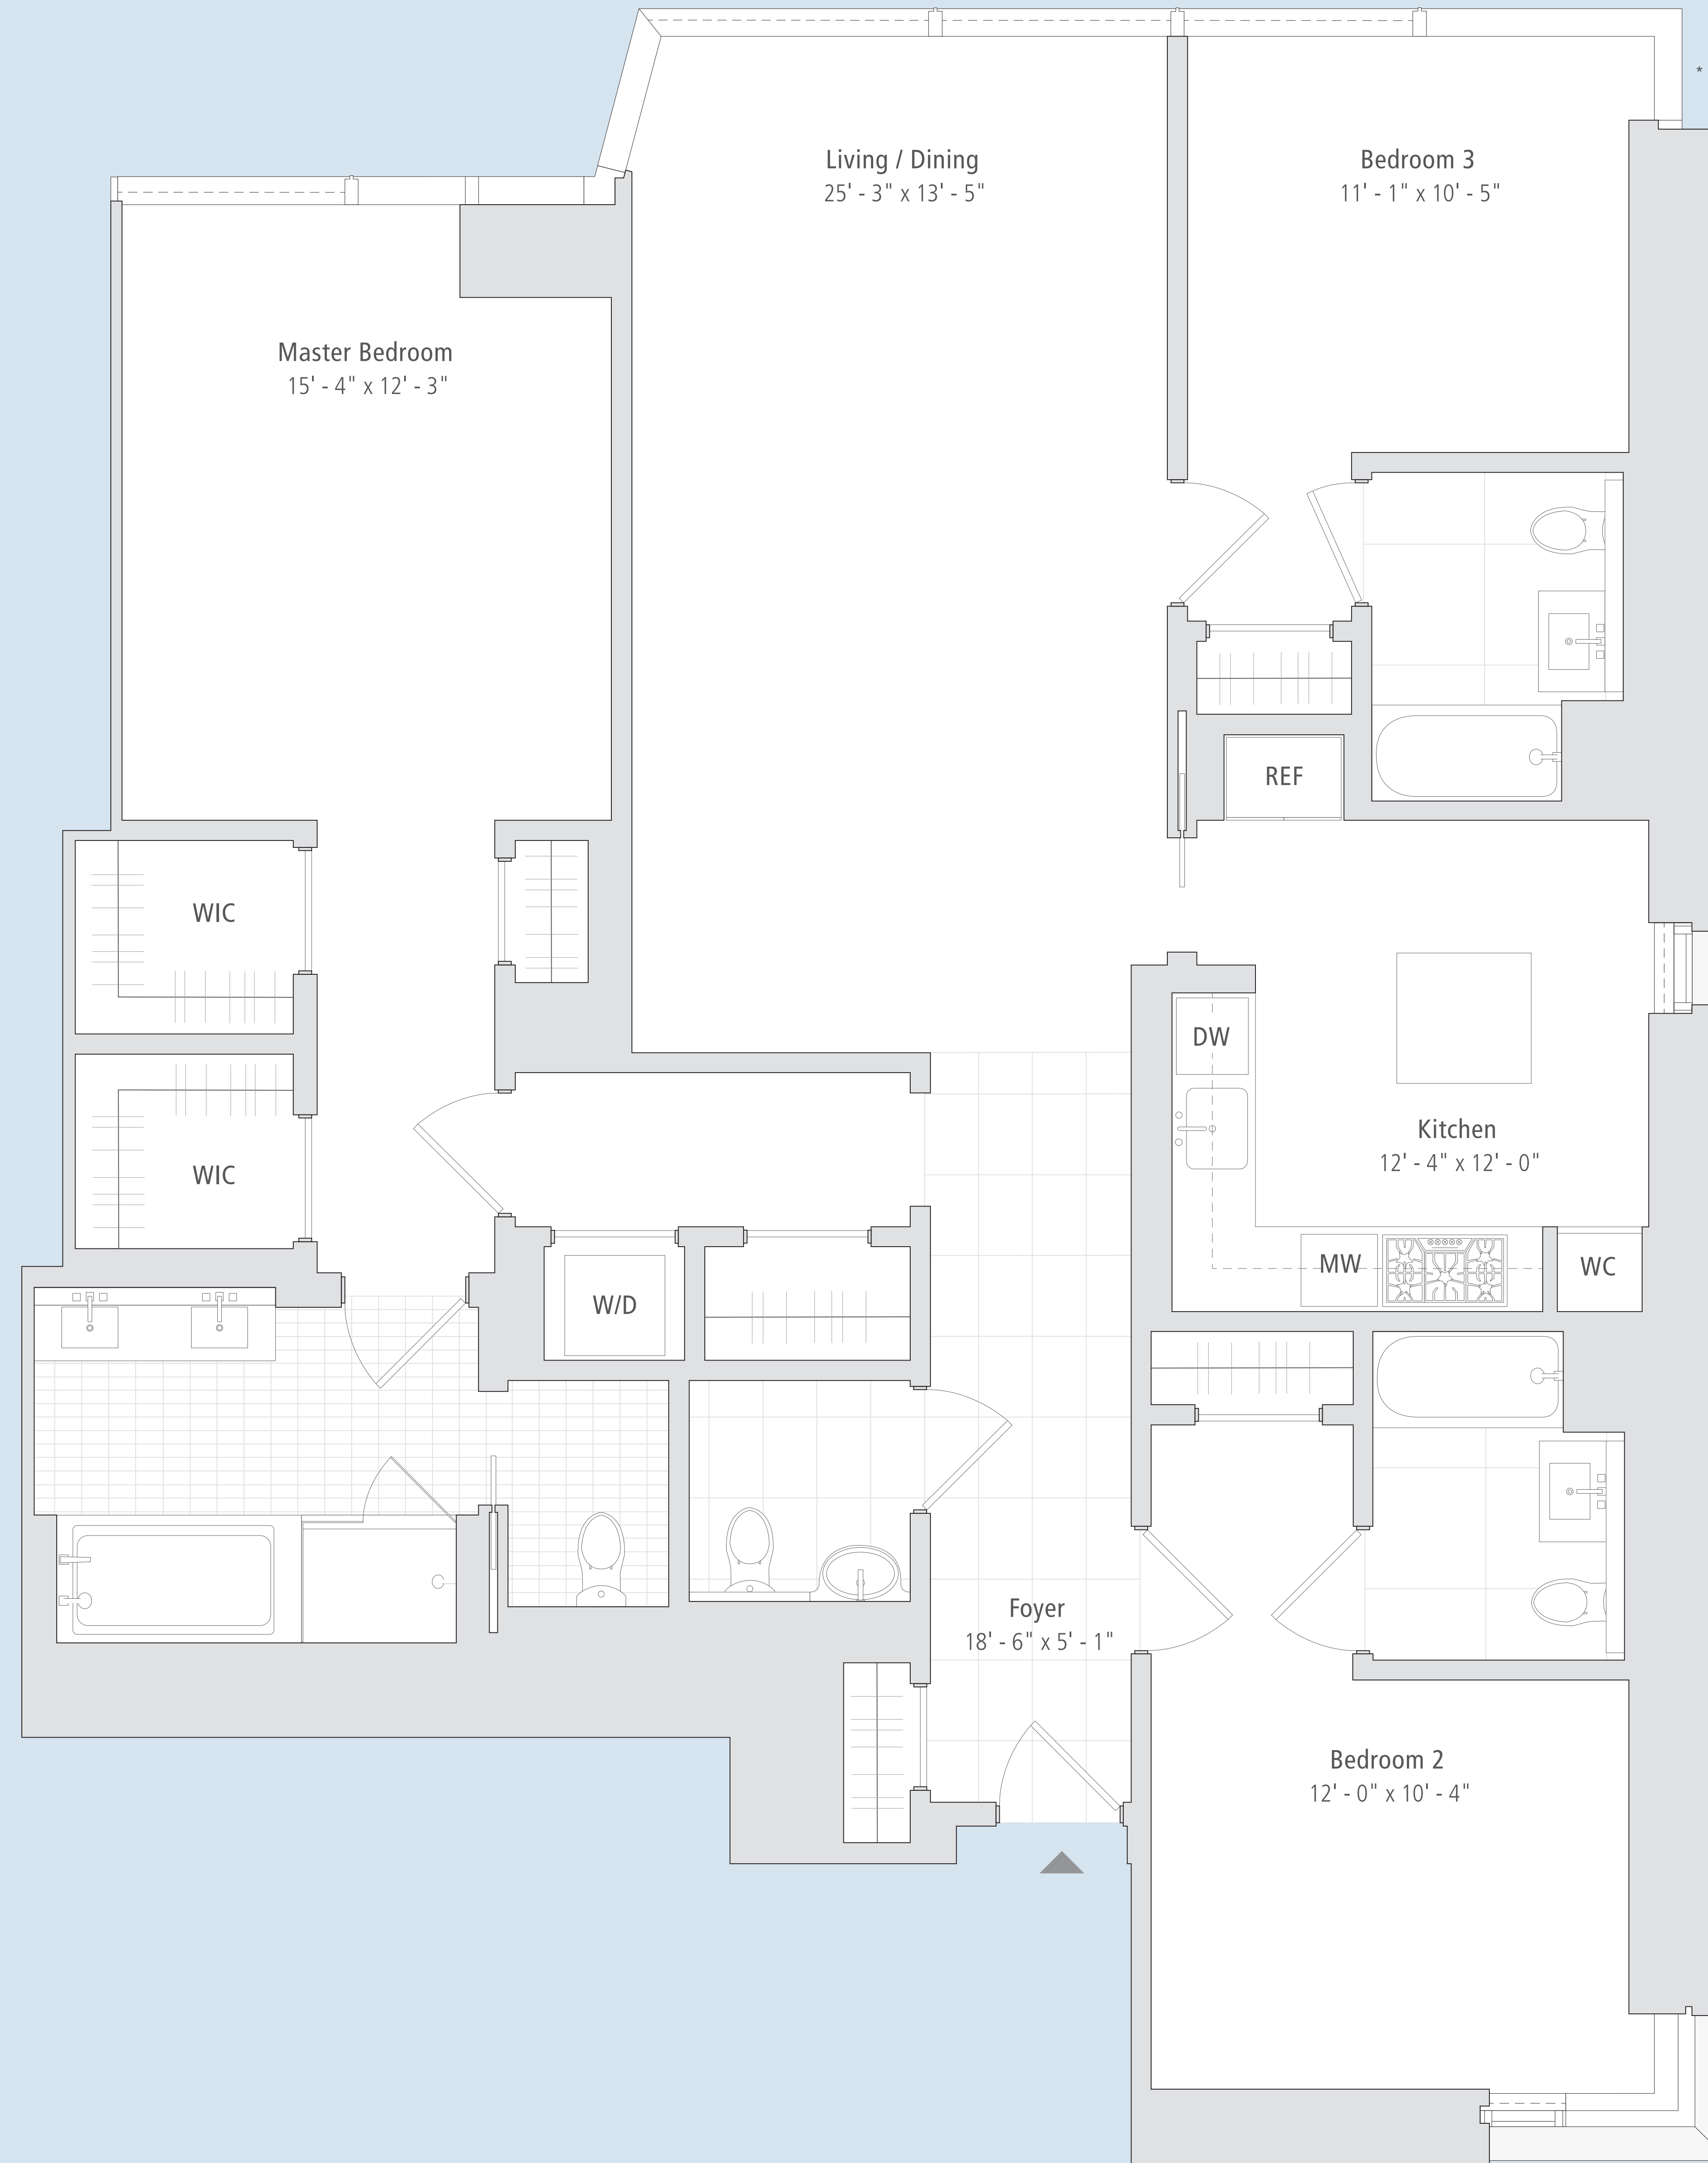 *
Living / Dining
25' - 3" x 13' - 5"
Bedroom 3
11' - 1" x 10' - 5"
Master Bedroom
15' - 4" x 12' - 3"
REF
WIC
DW
Kitchen
12' - 4" x 12' - 0"
WIC
MW
WC
W/D
Foyer
18' - 6" x 5' - 1"
Bedroom 2
12' - 0" x 10' - 4"